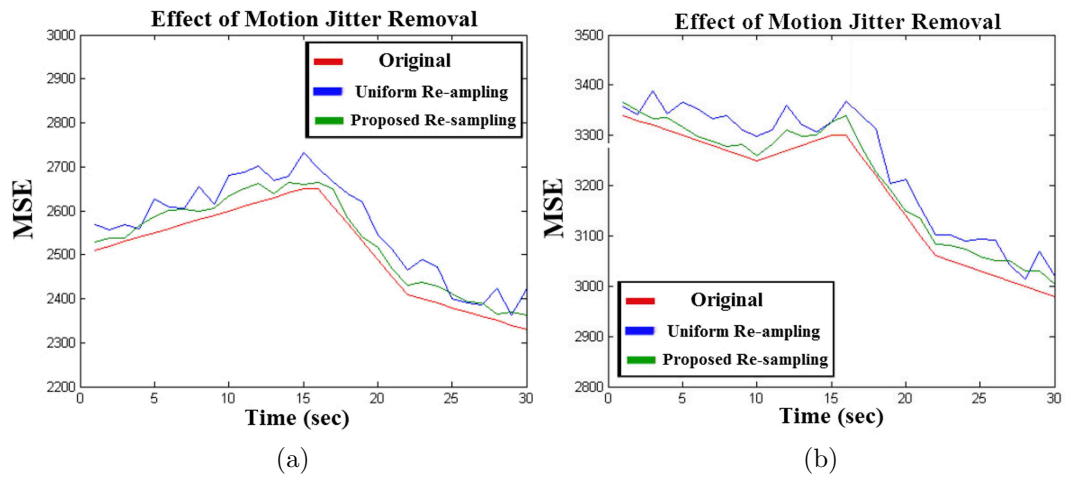 Effect of Motion Jitter Removal
3000
2900
2800
2700
2600
2500
2400
2300
2200
MSE
Original
Uniform Re-ampling
Proposed Re-sampling
0 5 10 15 20 25 30
Time (sec)
(a)
Effect of Motion Jitter Removal
3500
3400
3300
3200
3100
3000
2900
2800
MSE
Original
Uniform Re-ampling
Proposed Re-sampling
0 5 10 15 20 25 30
Time (sec)
(b)